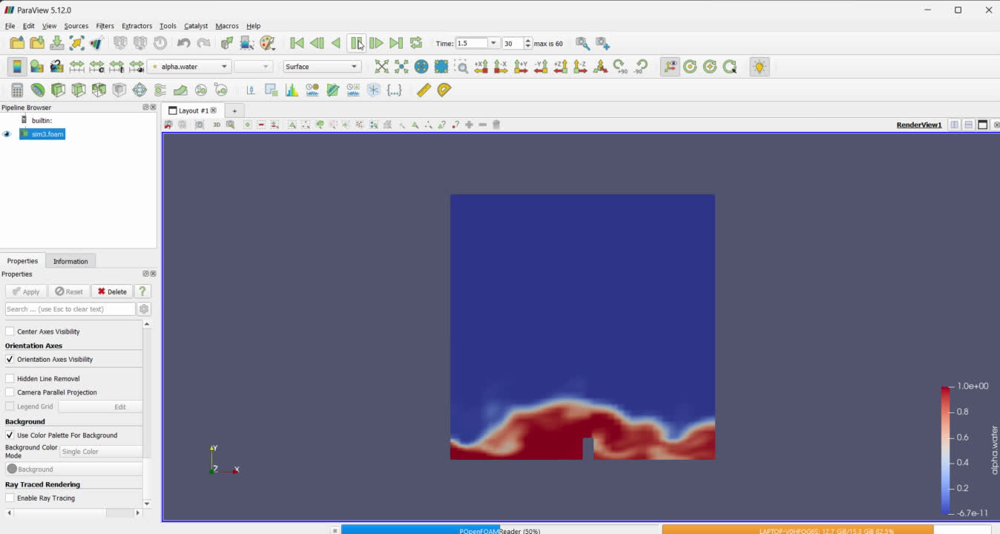 ParaView 5.12.0
File Edit View Sources Filters Extractors Tools Catalyst Macros Help
Time: 1.5 30 max is 60
alpha.water Surface +X -X +Y -Y +Z -Z +90 -90
Pipeline Browser
Layout #1 +
builtin:
3D RenderView1
sim3.foam
Properties Information
Properties
Apply Reset Delete ?
Search ... (use Esc to clear text)
Center Axes Visibility
Orientation Axes
Orientation Axes Visibility
Hidden Line Removal
Camera Parallel Projection
Legend Grid Edit
Background
Use Color Palette For Background
Background Color Mode Single Color
Background
Ray Traced Rendering
Enable Ray Tracing
Y
Z X
1.0e+00
0.8
0.6
0.4
0.2
-6.7e-11
alpha.water
POpenFOAMReader (50%)
LAPTOP-V0HFOG6S: 12.7 GiB/15.3 GiB 82.5%